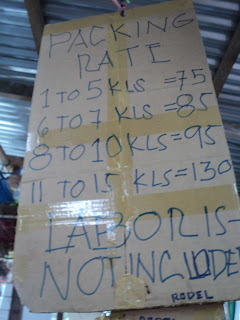 PACKING
RATE
1 TO 5 KLS = 75
6 TO 7 KLS = 85
8 TO 10 KLS = 95
11 TO 15 KLS = 130
LABOR IS -
NOT INCLUDED
RODEL